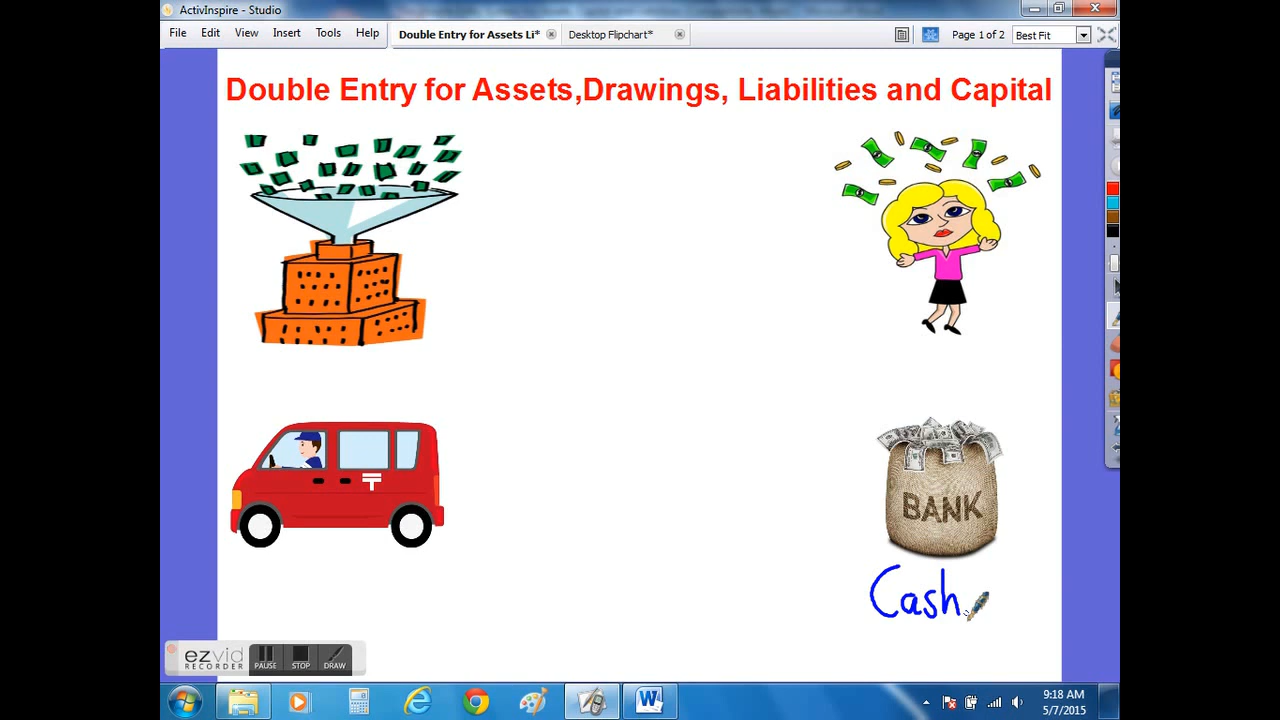 ActivInspire - Studio
File Edit View Insert Tools Help
Double Entry for Assets Li* Desktop Flipchart*
Page 1 of 2 Best Fit
Double Entry for Assets,Drawings, Liabilities and Capital
BANK
Cash
ezvid
RECORDER
PAUSE STOP DRAW
9:18 AM
5/7/2015